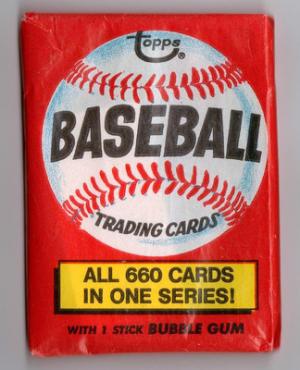 topps
BASEBALL
TRADING CARDS
ALL 660 CARDS
IN ONE SERIES!
WITH 1 STICK BUBBLE GUM